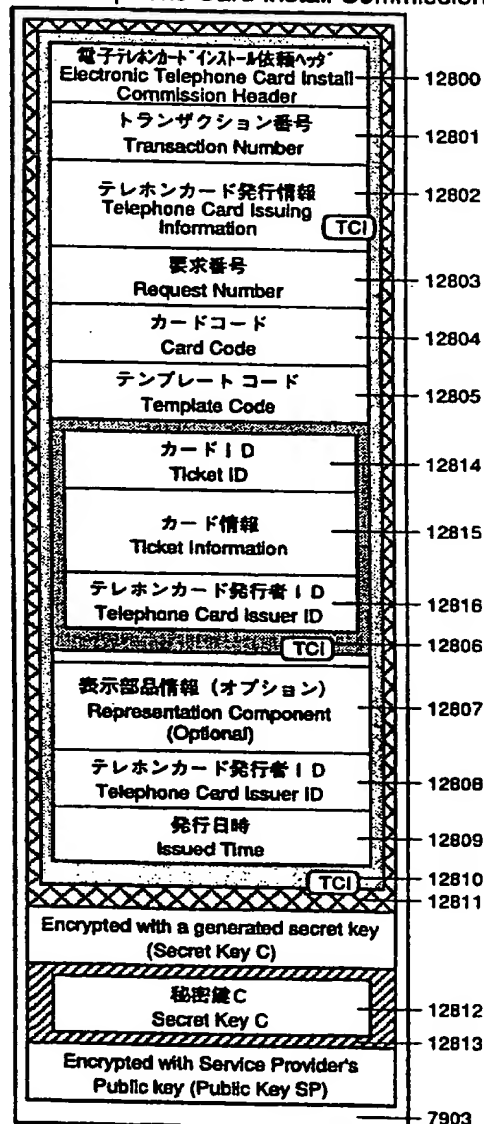 電子テレホンカードインストール依頼ヘッダ
Electronic Telephone Card Install
Commission Header
12800
トランザクション番号
Transaction Number
12801
テレホンカード発行情報
Telephone Card Issuing
Information
TCI
12802
要求番号
Request Number
12803
カードコード
Card Code
12804
テンプレート コード
Template Code
12805
カードID
Ticket ID
12814
カード情報
Ticket Information
12815
テレホンカード発行者ID
Telephone Card Issuer ID
12816
TCI
12806
表示部品情報(オプション)
Representation Component
(Optional)
12807
テレホンカード発行者ID
Telephone Card Issuer ID
12808
発行日時
Issued Time
12809
TCI
12810
12811
Encrypted with a generated secret key
(Secret Key C)
秘密鍵C
Secret Key C
12812
12813
Encrypted with Service Provider's
Public key (Public Key SP)
7903